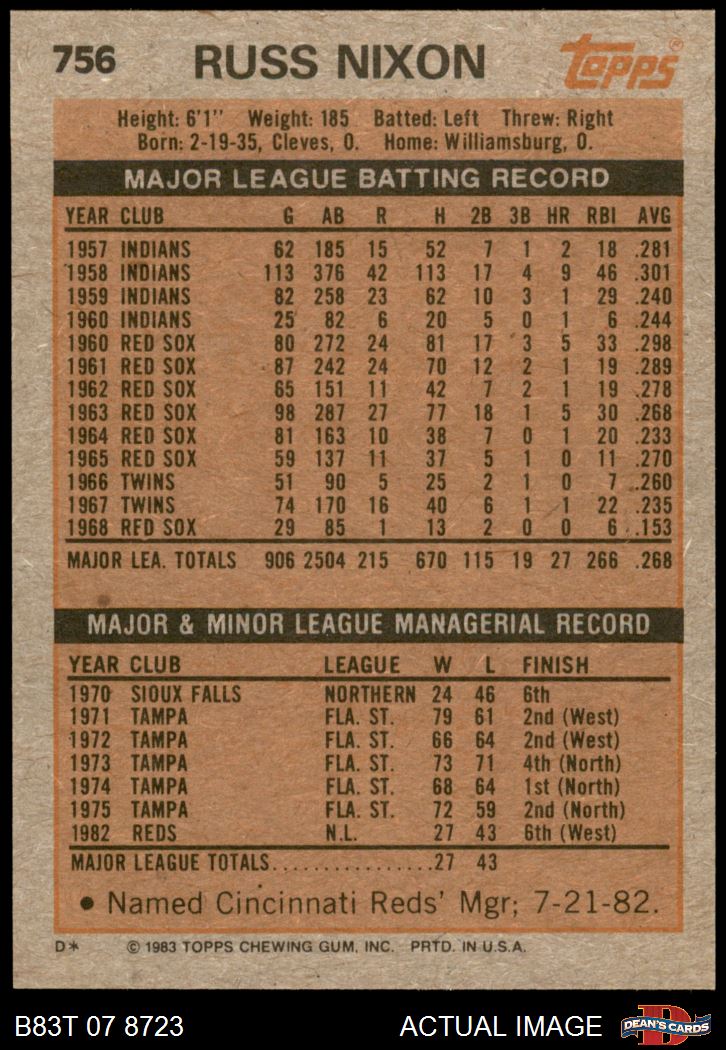 756 RUSS NIXON Topps®
Height: 6'1" Weight: 185 Batted: Left Threw: Right
Born: 2-19-35, Cleves, O. Home: Williamsburg, O.
MAJOR LEAGUE BATTING RECORD
YEAR CLUB G AB R H 2B 3B HR RBI AVG
1957 INDIANS 62 185 15 52 7 1 2 18 .281
1958 INDIANS 113 376 42 113 17 4 9 46 .301
1959 INDIANS 82 258 23 62 10 3 1 29 .240
1960 INDIANS 25 82 6 20 5 0 1 6 .244
1960 RED SOX 80 272 24 81 17 3 5 33 .298
1961 RED SOX 87 242 24 70 12 2 1 19 .289
1962 RED SOX 65 151 11 42 7 2 1 19 .278
1963 RED SOX 98 287 27 77 18 1 5 30 .268
1964 RED SOX 81 163 10 38 7 0 1 20 .233
1965 RED SOX 59 137 11 37 5 1 0 11 .270
1966 TWINS 51 90 5 25 2 1 0 7 .260
1967 TWINS 74 170 16 40 6 1 1 22 .235
1968 RED SOX 29 85 1 13 2 0 0 6 .153
MAJOR LEA. TOTALS 906 2504 215 670 115 19 27 266 .268
MAJOR & MINOR LEAGUE MANAGERIAL RECORD
YEAR CLUB LEAGUE W L FINISH
1970 SIOUX FALLS NORTHERN 24 46 6th
1971 TAMPA FLA. ST. 79 61 2nd (West)
1972 TAMPA FLA. ST. 66 64 2nd (West)
1973 TAMPA FLA. ST. 73 71 4th (North)
1974 TAMPA FLA. ST. 68 64 1st (North)
1975 TAMPA FLA. ST. 72 59 2nd (North)
1982 REDS N.L. 27 43 6th (West)
MAJOR LEAGUE TOTALS................27 43
• Named Cincinnati Reds' Mgr; 7-21-82.
D* © 1983 TOPPS CHEWING GUM, INC. PRTD. IN U.S.A.
B83T 07 8723 ACTUAL IMAGE D DEAN'S CARDS